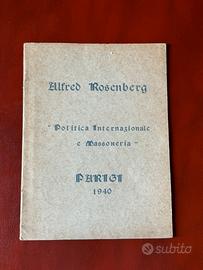 Alfred Rosenberg
"Politica Internazionale
e Massoneria"
PARIGI
1940
subito